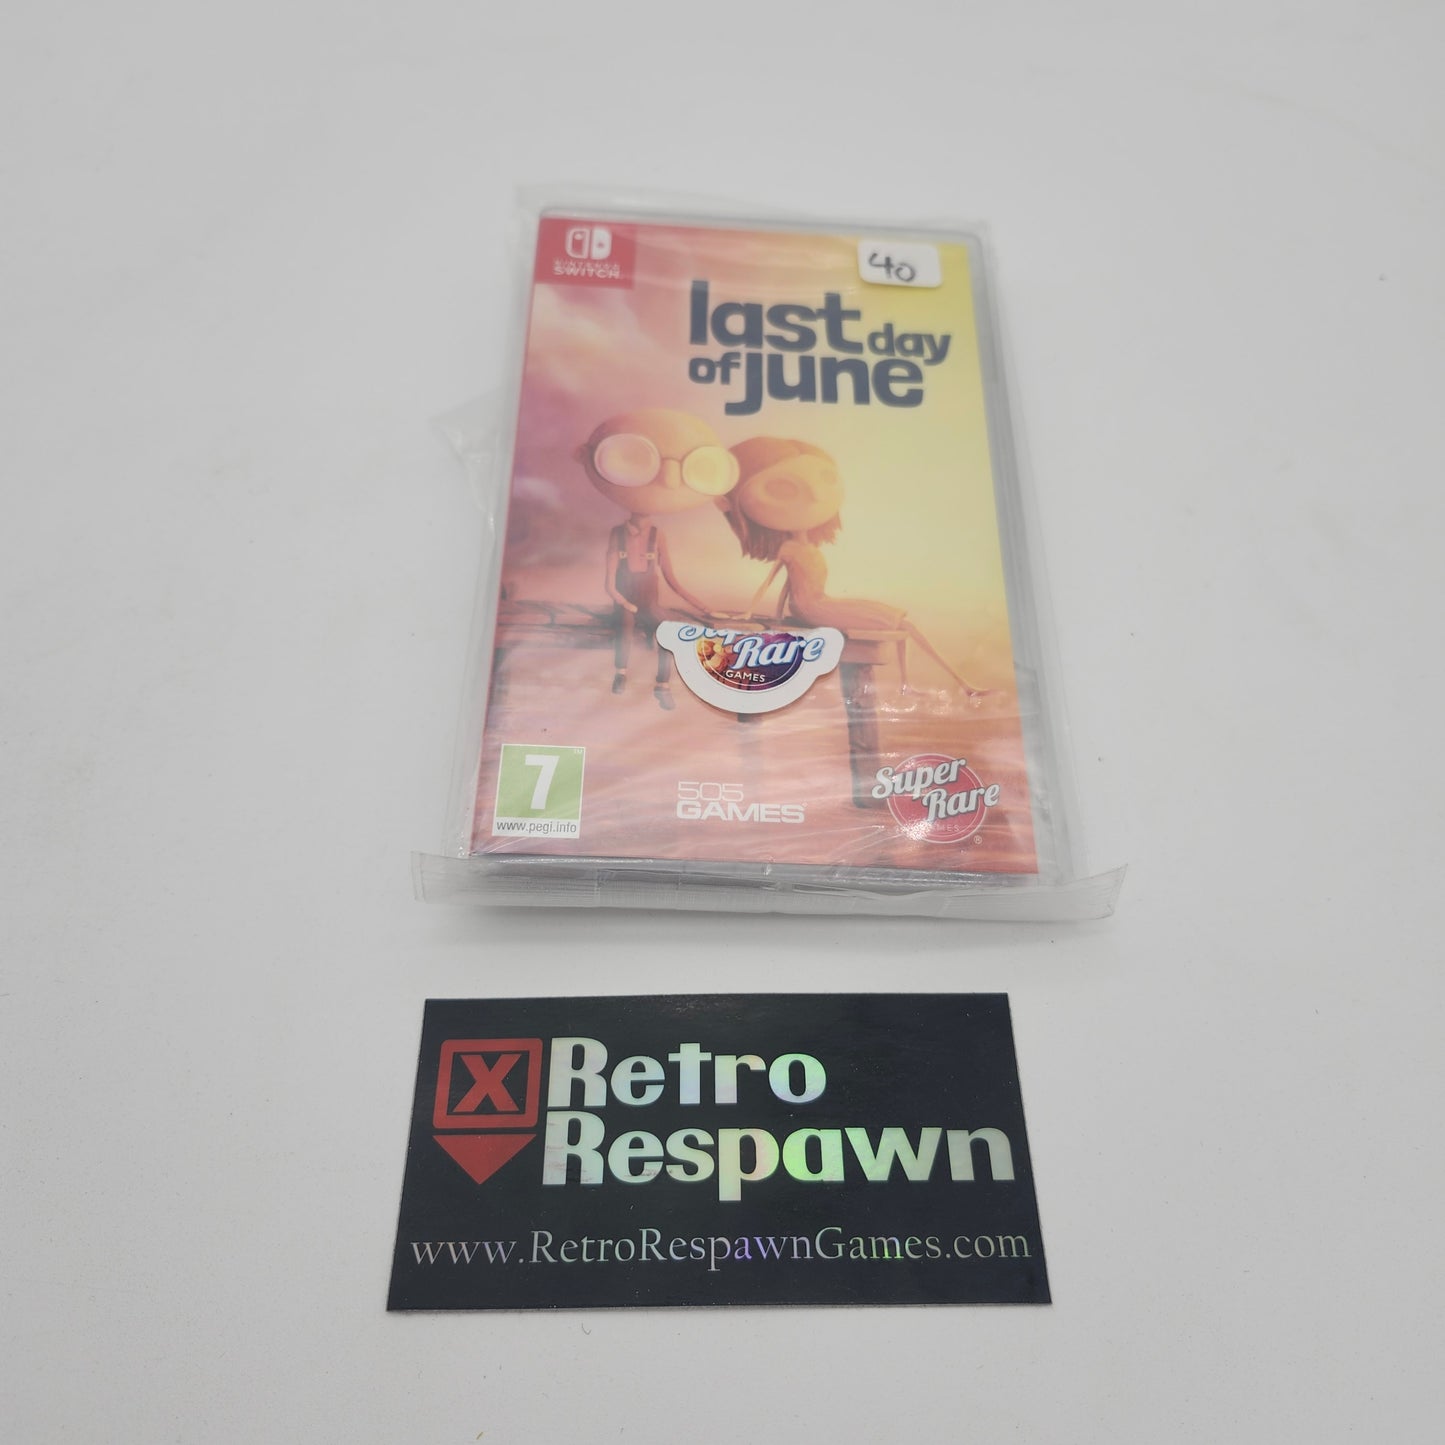 NINTENDO
SWITCH
40
last day
of june
Super
Rare
GAMES
7
TM
www.pegi.info
505
GAMES
Super
Rare
GAMES
®
X
Retro
Respawn
www.RetroRespawnGames.com